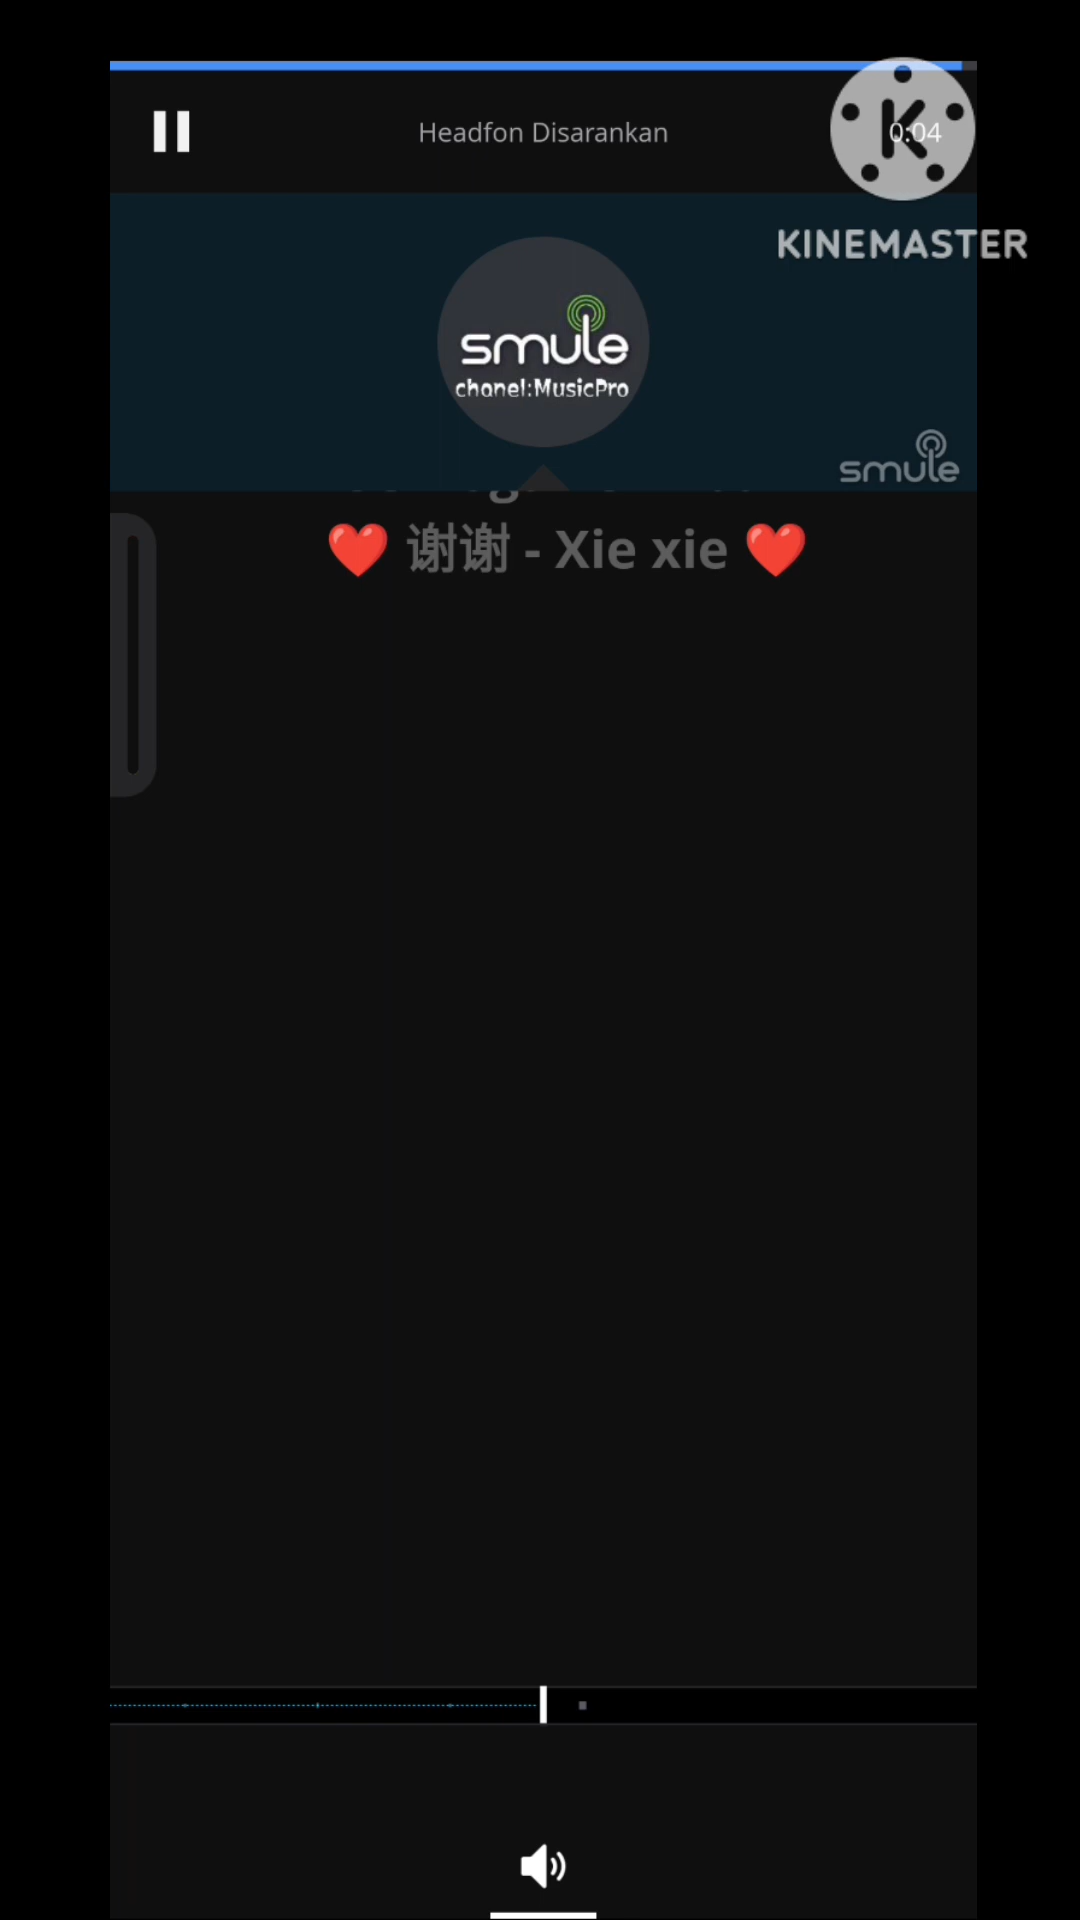 Headfon Disarankan
0:04
KINEMASTER
smule
chanel:MusicPro
smule
❤️ 谢谢 - Xie xie ❤️